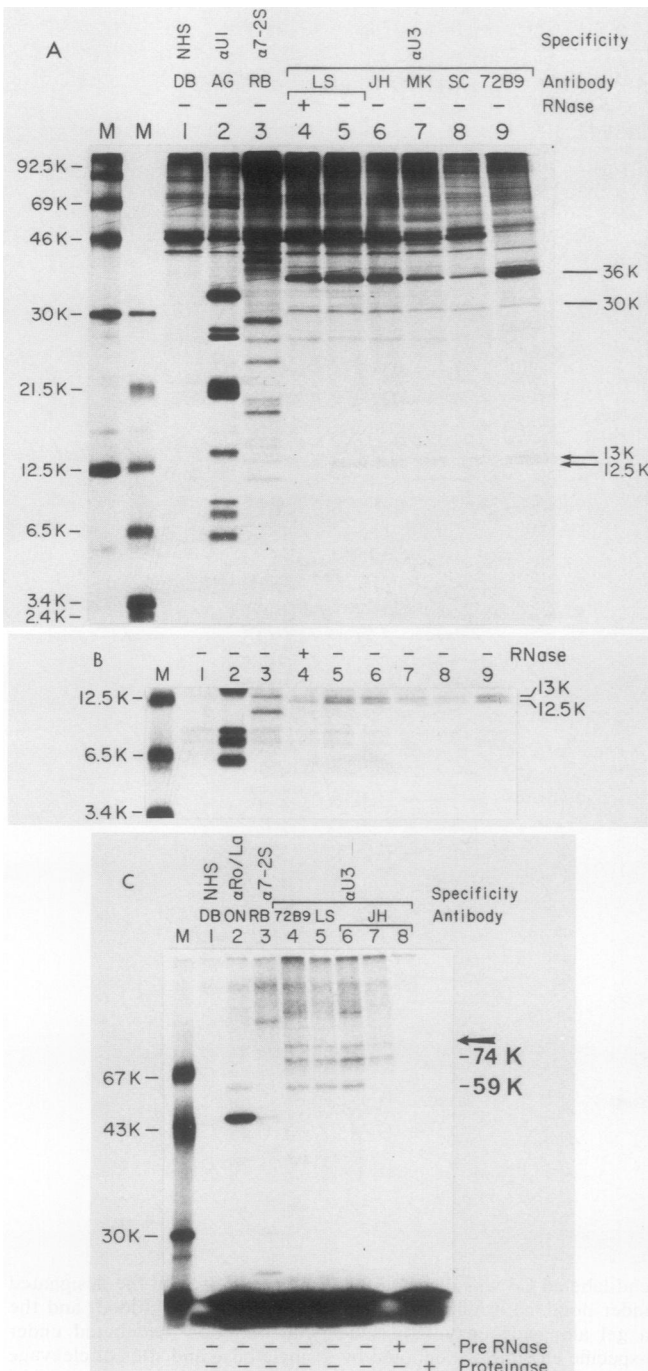 A
NHS αU1 α7-2S αU3 Specificity
DB AG RB LS JH MK SC 72B9 Antibody
– – – + – – – – – RNase
M M 1 2 3 4 5 6 7 8 9
92.5K –
69K –
46K –
— 36K
— 30K
30K –
21.5K –
13K
12.5K
12.5K –
6.5K –
3.4K –
2.4K –
B
– – – + – – – – – RNase
M 1 2 3 4 5 6 7 8 9
12.5K –
13K
12.5K
6.5K –
3.4K –
C
NHS αRo/La α7-2S αU3 Specificity
DB ON RB 72B9 LS JH Antibody
M 1 2 3 4 5 6 7 8
-74 K
67K –
-59 K
43K –
30K –
– – – – – – + – Pre RNase
– – – – – – – + Proteinase